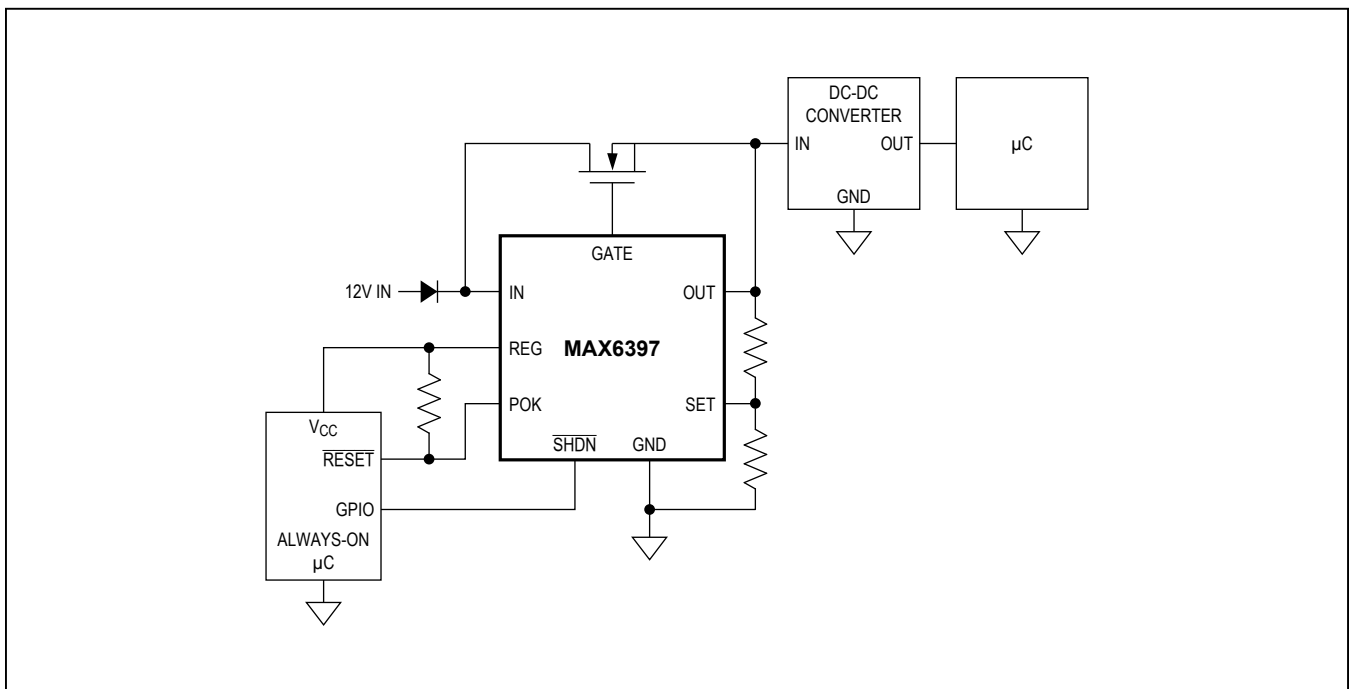 DC-DC
CONVERTER
IN
OUT
GND
µC
GATE
12V IN
IN
OUT
REG
MAX6397
POK
SET
SHDN
GND
VCC
RESET
GPIO
ALWAYS-ON
µC